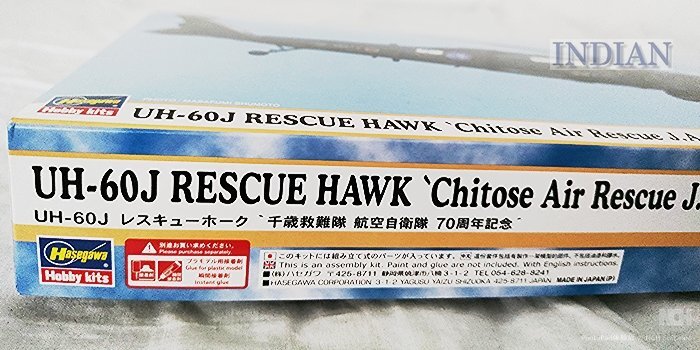 INDIAN
Hasegawa
Hobby kits
UH-60J RESCUE HAWK `Chitose Air Rescue J.A
UH-60J RESCUE HAWK `Chitose Air Rescue J.
UH-60J レスキューホーク `千歳救難隊 航空自衛隊 70周年記念´
Hasegawa
Hobby kits
別途お買い求めください。
Please purchase separately.
プラモデル用接着剤
Glue for plastic model
瞬間接着剤
Instant glue
このキットには組み立て式のパーツが入っています。
This is an assembly kit. Paint and glue are not included. With English instructions.
(株)ハセガワ 〒425-8711 静岡県焼津市八楠3-1-2 TEL 054-628-8241
HASEGAWA CORPORATION 3-1-2 YAGUSU YAIZU SHIZUOKA 425-8711 JAPAN
MADE IN JAPAN (P)